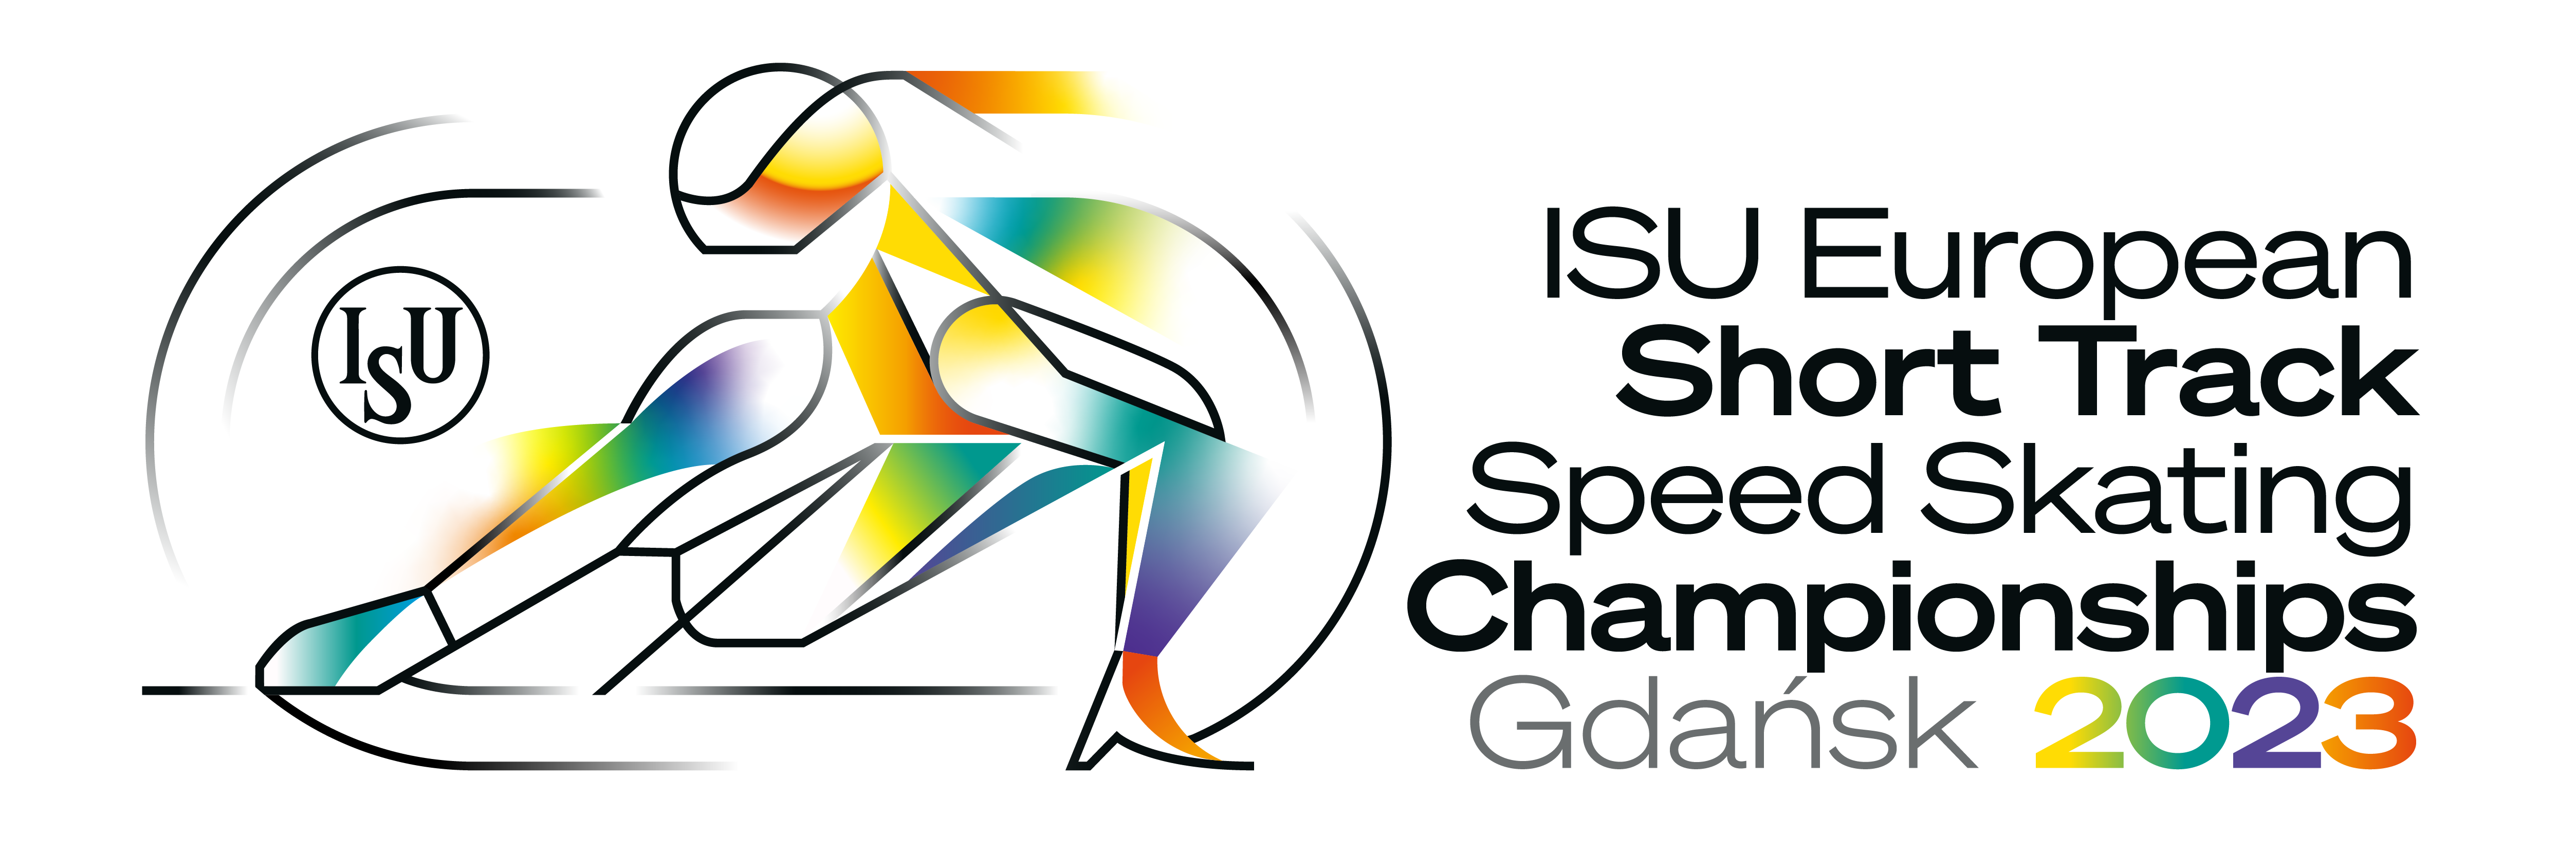 ISU
ISU European
Short Track
Speed Skating
Championships
Gdańsk 2023